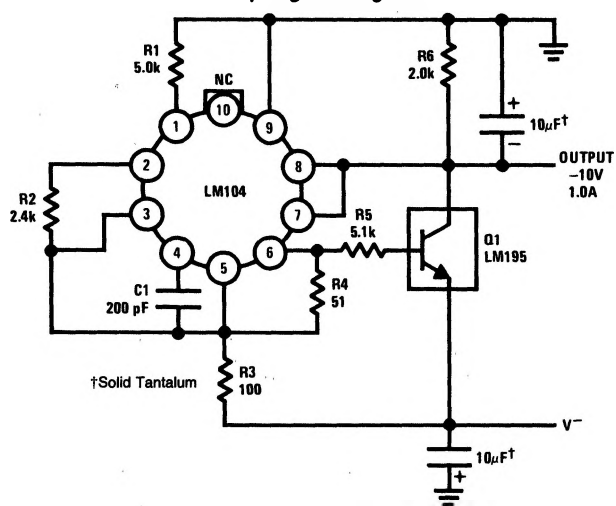 R1
5.0k
NC
10
1
9
2
8
LM104
3
7
4
5
6
R2
2.4k
C1
200 pF
R3
100
R4
51
R5
5.1k
R6
2.0k
+
10μF†
−
OUTPUT
−10V
1.0A
Q1
LM195
†Solid Tantalum
V−
10μF†
+